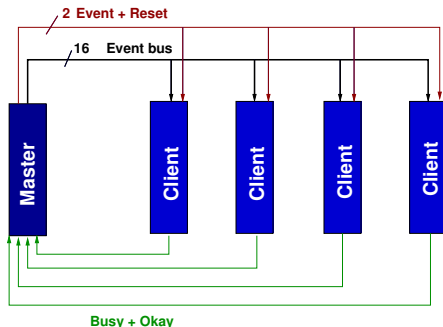 2 Event + Reset
16 Event bus
Master
Client
Client
Client
Client
Busy + Okay